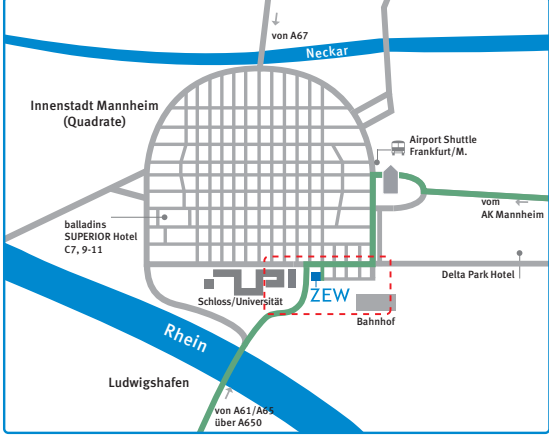 von A67
Neckar
Innenstadt Mannheim
(Quadrate)
Airport Shuttle
Frankfurt/M.
vom
AK Mannheim
balladins
SUPERIOR Hotel
C7, 9-11
Delta Park Hotel
Schloss/Universität
ZEW
Bahnhof
Rhein
Ludwigshafen
von A61/A65
über A650